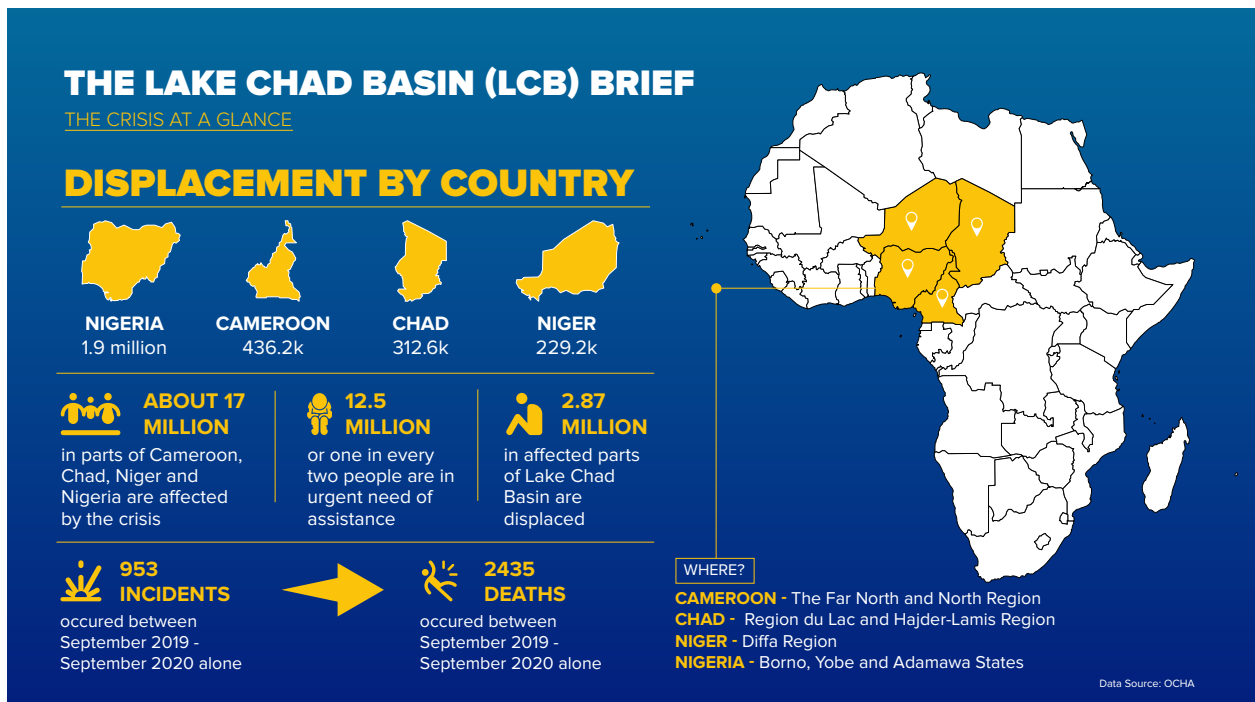 THE LAKE CHAD BASIN (LCB) BRIEF
THE CRISIS AT A GLANCE
DISPLACEMENT BY COUNTRY
NIGERIA
1.9 million
CAMEROON
436.2k
CHAD
312.6k
NIGER
229.2k
ABOUT 17
MILLION
in parts of Cameroon,
Chad, Niger and
Nigeria are affected
by the crisis
12.5
MILLION
or one in every
two people are in
urgent need of
assistance
2.87
MILLION
in affected parts
of Lake Chad
Basin are
displaced
953
INCIDENTS
occured between
September 2019 -
September 2020 alone
2435
DEATHS
occured between
September 2019 -
September 2020 alone
WHERE?
CAMEROON - The Far North and North Region
CHAD - Region du Lac and Hajder-Lamis Region
NIGER - Diffa Region
NIGERIA - Borno, Yobe and Adamawa States
Data Source: OCHA